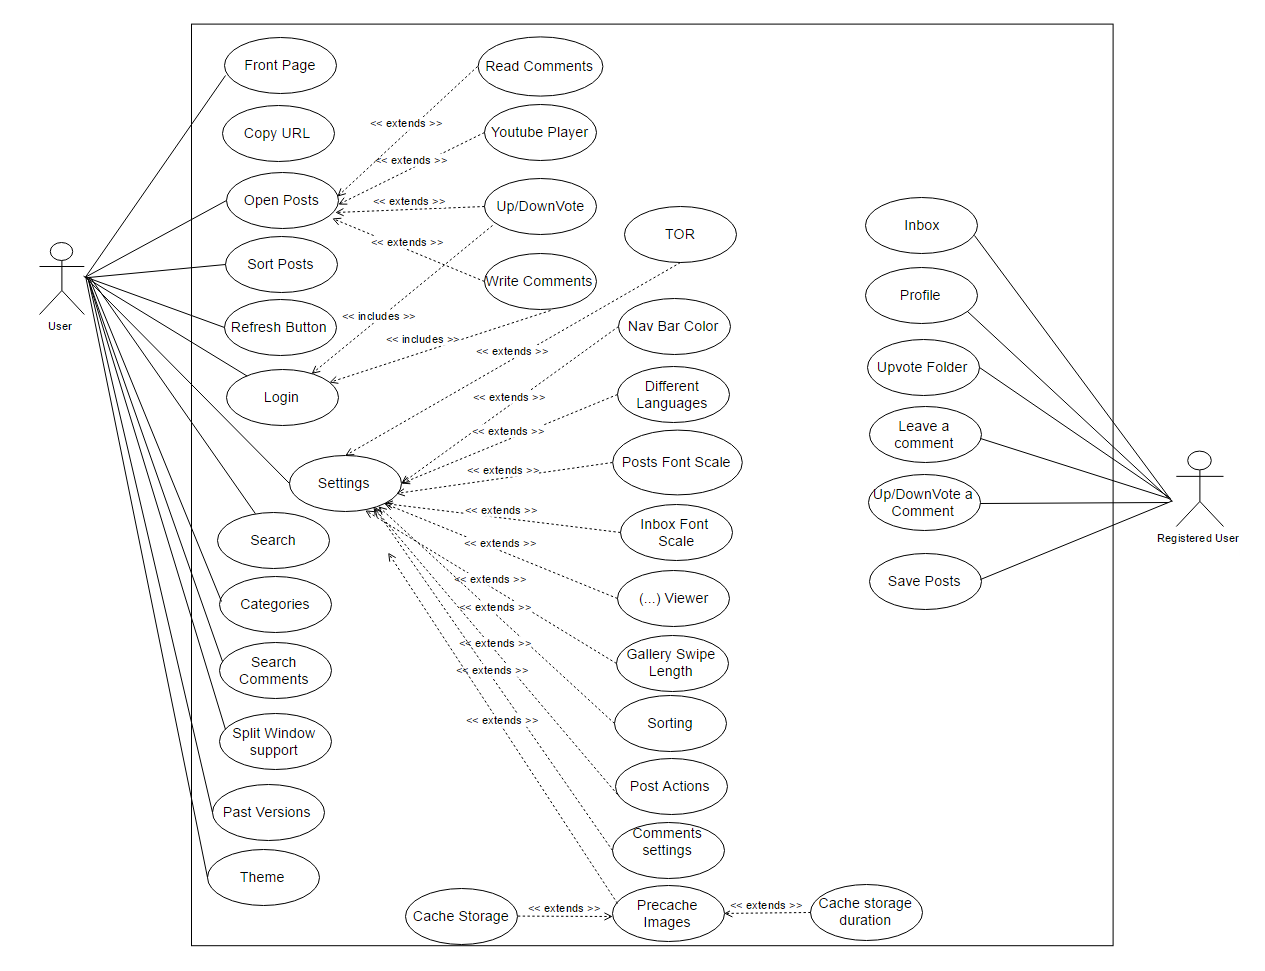 Front Page
Read Comments
<< extends >>
Copy URL
Youtube Player
<< extends >>
Open Posts
<< extends >>
Up/DownVote
TOR
Inbox
<< extends >>
Sort Posts
Write Comments
Profile
User
Refresh Button
<< includes >>
<< includes >>
Nav Bar Color
<< extends >>
Upvote Folder
Login
<< extends >>
Different
Languages
<< extends >>
Leave a
comment
Settings
<< extends >>
Posts Font Scale
Up/DownVote a
Comment
<< extends >>
Inbox Font
Scale
Registered User
Search
<< extends >>
<< extends >>
Save Posts
Categories
<< extends >>
(...) Viewer
<< extends >>
Search
Comments
<< extends >>
Gallery Swipe
Length
<< extends >>
Sorting
Split Window
support
Post Actions
Past Versions
Comments
settings
Theme
Cache Storage
<< extends >>
Precache
Images
<< extends >>
Cache storage
duration